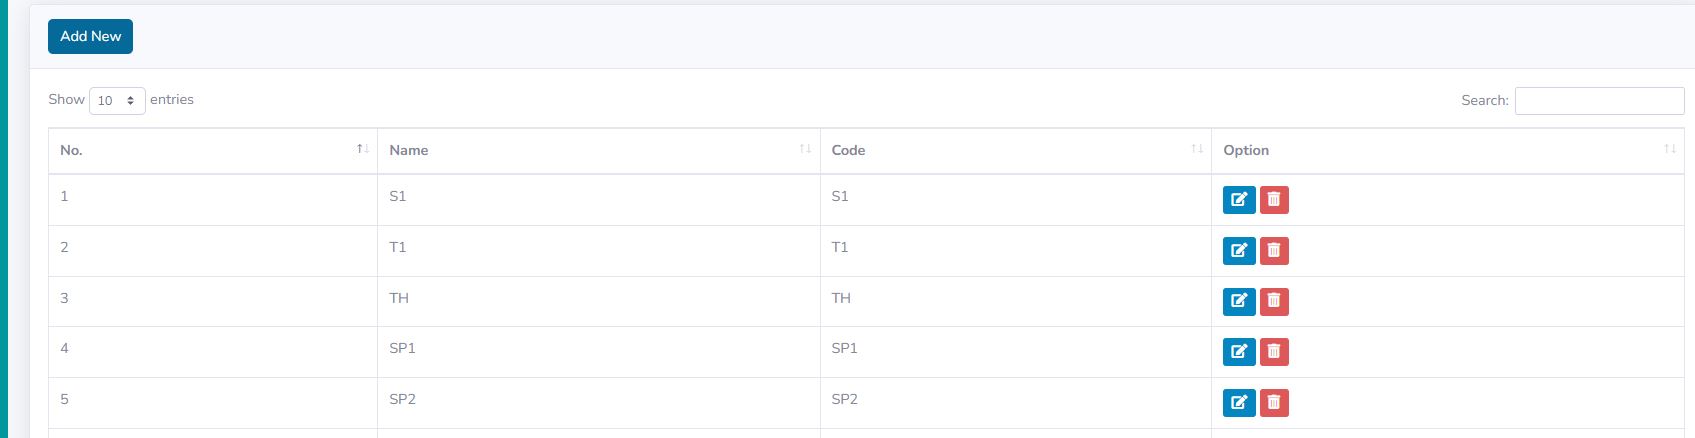 Add New
Show 10 entries
Search:
No. Name Code Option
1 S1 S1
2 T1 T1
3 TH TH
4 SP1 SP1
5 SP2 SP2